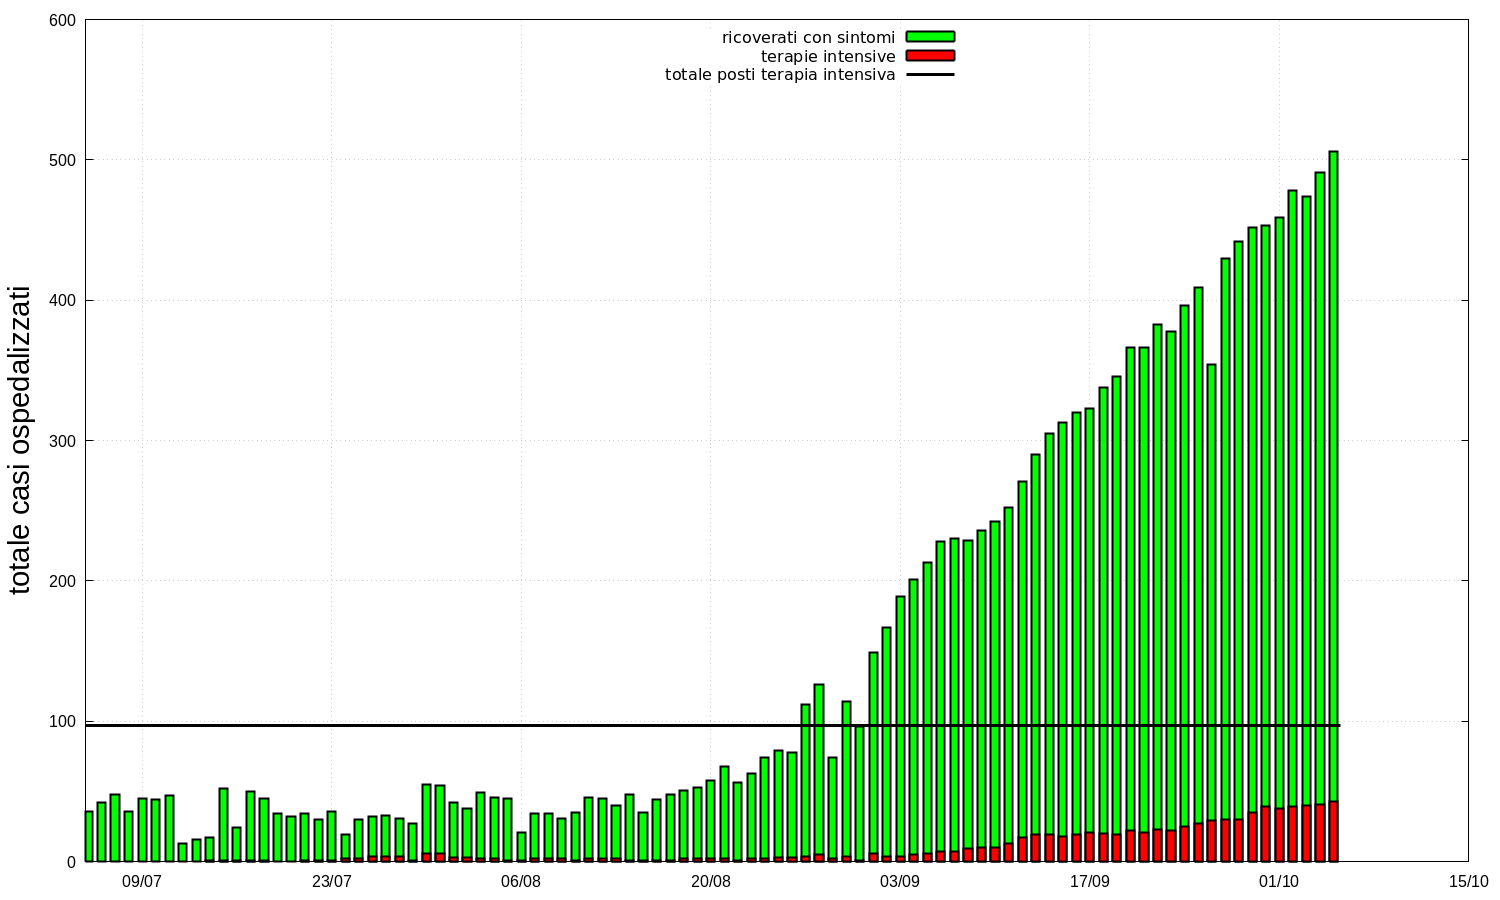 600
500
400
300
200
100
0
totale casi ospedalizzati
ricoverati con sintomi
terapie intensive
totale posti terapia intensiva
09/07 23/07 06/08 20/08 03/09 17/09 01/10 15/10